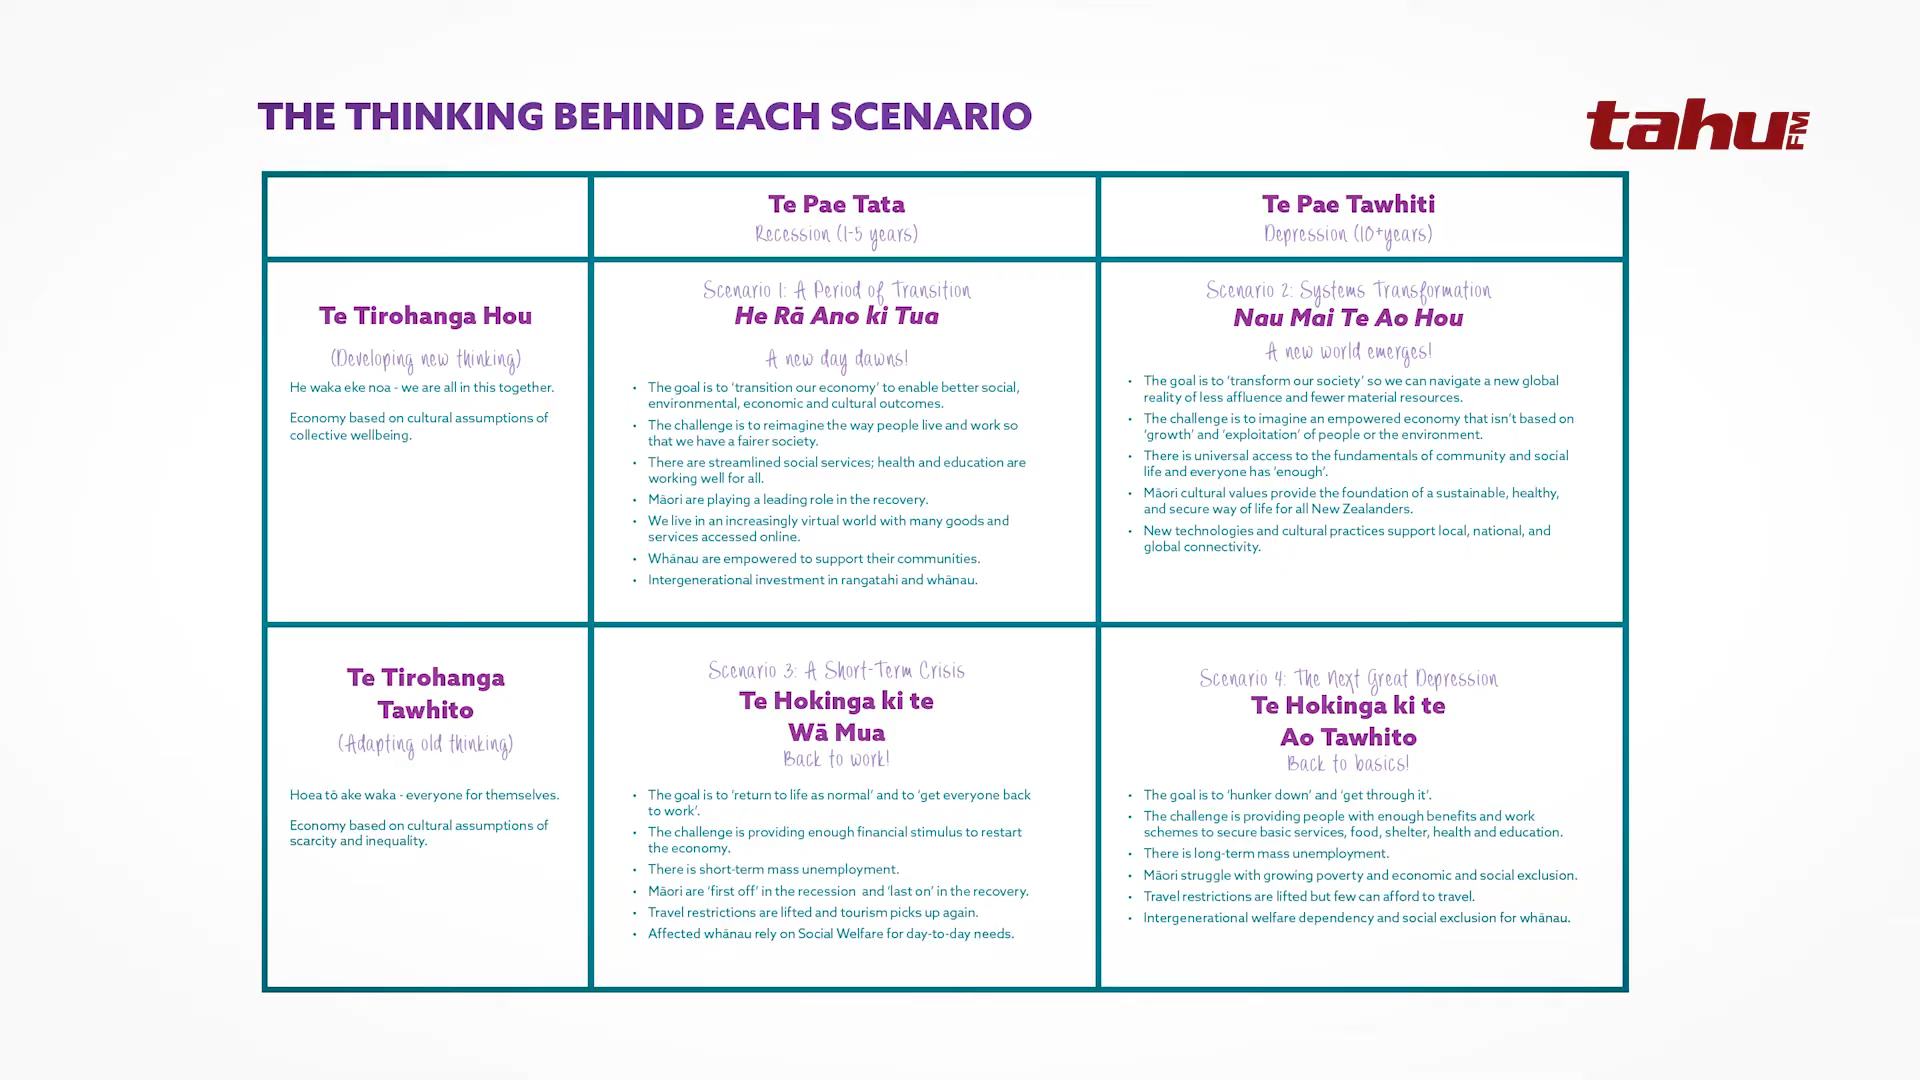 THE THINKING BEHIND EACH SCENARIO
tahu FM
Te Pae Tata
Recession (1-5 years)
Te Pae Tawhiti
Depression (10+years)
Te Tirohanga Hou
(Developing new thinking)
He waka eke noa - we are all in this together.
Economy based on cultural assumptions of
collective wellbeing.
Scenario 1: A Period of Transition
He Rā Ano ki Tua
A new day dawns!
• The goal is to ‘transition our economy’ to enable better social,
environmental, economic and cultural outcomes.
• The challenge is to reimagine the way people live and work so
that we have a fairer society.
• There are streamlined social services; health and education are
working well for all.
• Māori are playing a leading role in the recovery.
• We live in an increasingly virtual world with many goods and
services accessed online.
• Whānau are empowered to support their communities.
• Intergenerational investment in rangatahi and whānau.
Scenario 2: Systems Transformation
Nau Mai Te Ao Hou
A new world emerges!
• The goal is to ‘transform our society’ so we can navigate a new global
reality of less affluence and fewer material resources.
• The challenge is to imagine an empowered economy that isn’t based on
‘growth’ and ‘exploitation’ of people or the environment.
• There is universal access to the fundamentals of community and social
life and everyone has ‘enough’.
• Māori cultural values provide the foundation of a sustainable, healthy,
and secure way of life for all New Zealanders.
• New technologies and cultural practices support local, national, and
global connectivity.
Te Tirohanga
Tawhito
(Adapting old thinking)
Hoea tō ake waka - everyone for themselves.
Economy based on cultural assumptions of
scarcity and inequality.
Scenario 3: A Short-Term Crisis
Te Hokinga ki te
Wā Mua
Back to work!
• The goal is to ‘return to life as normal’ and to ‘get everyone back
to work’.
• The challenge is providing enough financial stimulus to restart
the economy.
• There is short-term mass unemployment.
• Māori are ‘first off’ in the recession and ‘last on’ in the recovery.
• Travel restrictions are lifted and tourism picks up again.
• Affected whānau rely on Social Welfare for day-to-day needs.
Scenario 4: The Next Great Depression
Te Hokinga ki te
Ao Tawhito
Back to basics!
• The goal is to ‘hunker down’ and ‘get through it’.
• The challenge is providing people with enough benefits and work
schemes to secure basic services, food, shelter, health and education.
• There is long-term mass unemployment.
• Māori struggle with growing poverty and economic and social exclusion.
• Travel restrictions are lifted but few can afford to travel.
• Intergenerational welfare dependency and social exclusion for whānau.